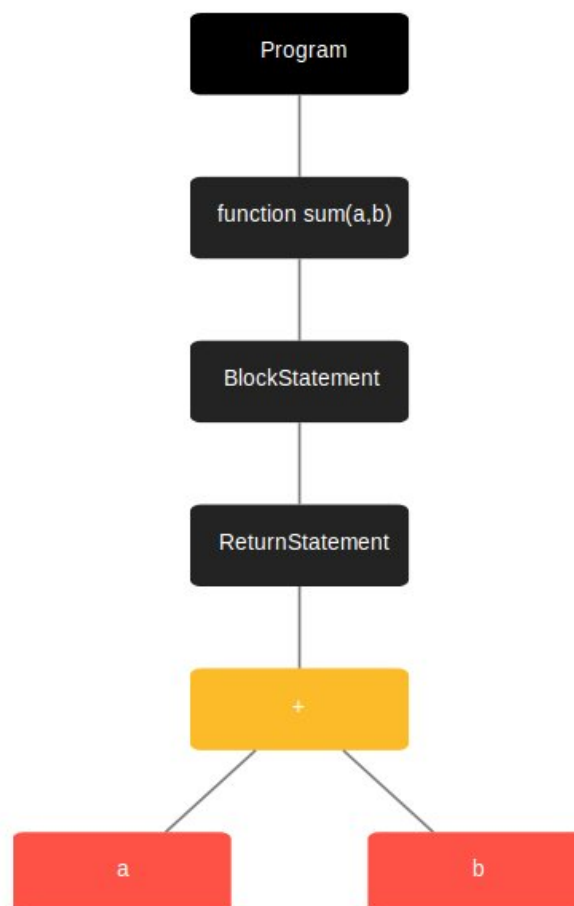 Program
function sum(a,b)
BlockStatement
ReturnStatement
+
a
b